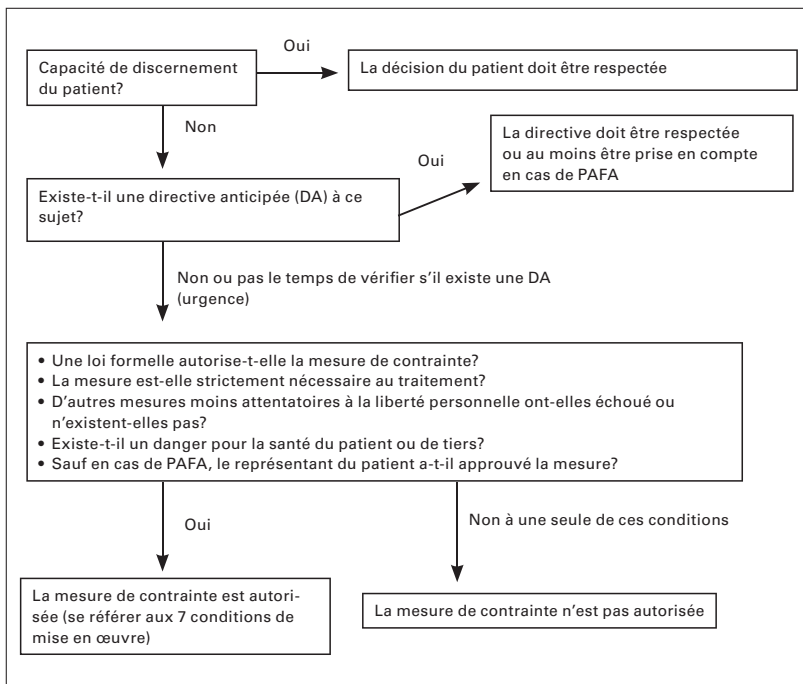 Oui
Capacité de discernement
du patient?
La décision du patient doit être respectée
Non
La directive doit être respectée
ou au moins être prise en compte
en cas de PAFA
Oui
Existe-t-il une directive anticipée (DA) à ce
sujet?
Non ou pas le temps de vérifier s’il existe une DA
(urgence)
• Une loi formelle autorise-t-elle la mesure de contrainte?
• La mesure est-elle strictement nécessaire au traitement?
• D’autres mesures moins attentatoires à la liberté personnelle ont-elles échoué ou
n’existent-elles pas?
• Existe-t-il un danger pour la santé du patient ou de tiers?
• Sauf en cas de PAFA, le représentant du patient a-t-il approuvé la mesure?
Oui
Non à une seule de ces conditions
La mesure de contrainte est autori-
sée (se référer aux 7 conditions de
mise en œuvre)
La mesure de contrainte n’est pas autorisée